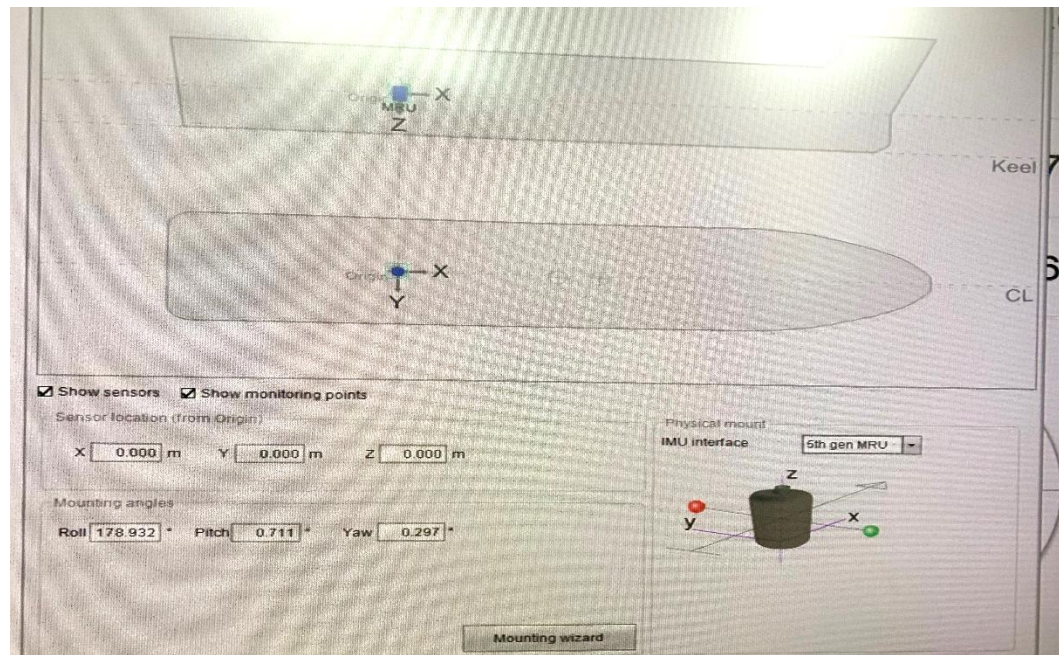 Origin X
MRU
Z
Keel
Origin X
Y
CL
Show sensors Show monitoring points
Sensor location (from Origin)
X 0.000 m Y 0.000 m Z 0.000 m
Mounting angles
Roll 178.932 ° Pitch 0.711 ° Yaw 0.297 °
Mounting wizard
Physical mount
IMU interface 5th gen MRU
Z
y x